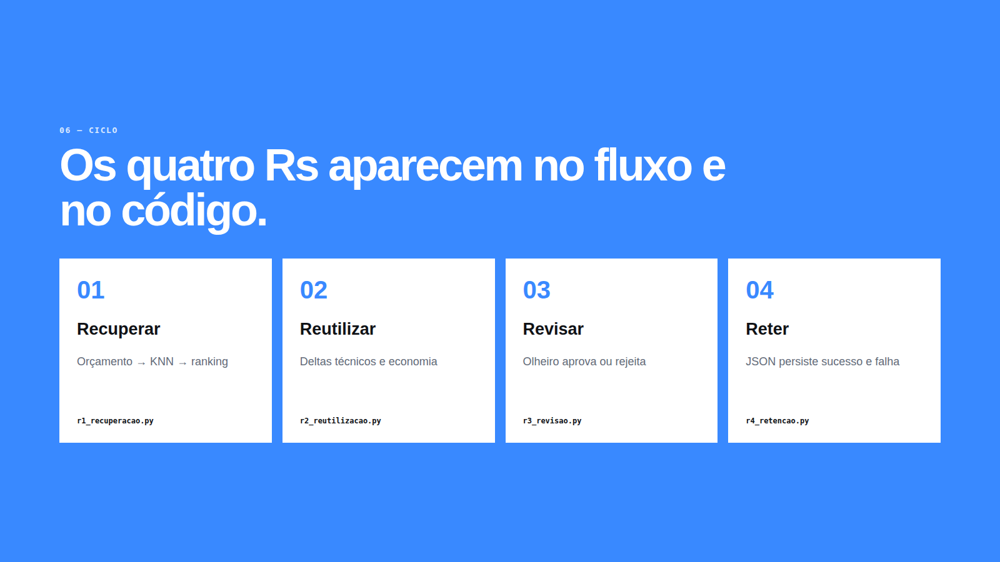 06 — CICLO
Os quatro Rs aparecem no fluxo e
no código.
01
Recuperar
Orçamento → KNN → ranking
r1_recuperacao.py
02
Reutilizar
Deltas técnicos e economia
r2_reutilizacao.py
03
Revisar
Olheiro aprova ou rejeita
r3_revisao.py
04
Reter
JSON persiste sucesso e falha
r4_retencao.py